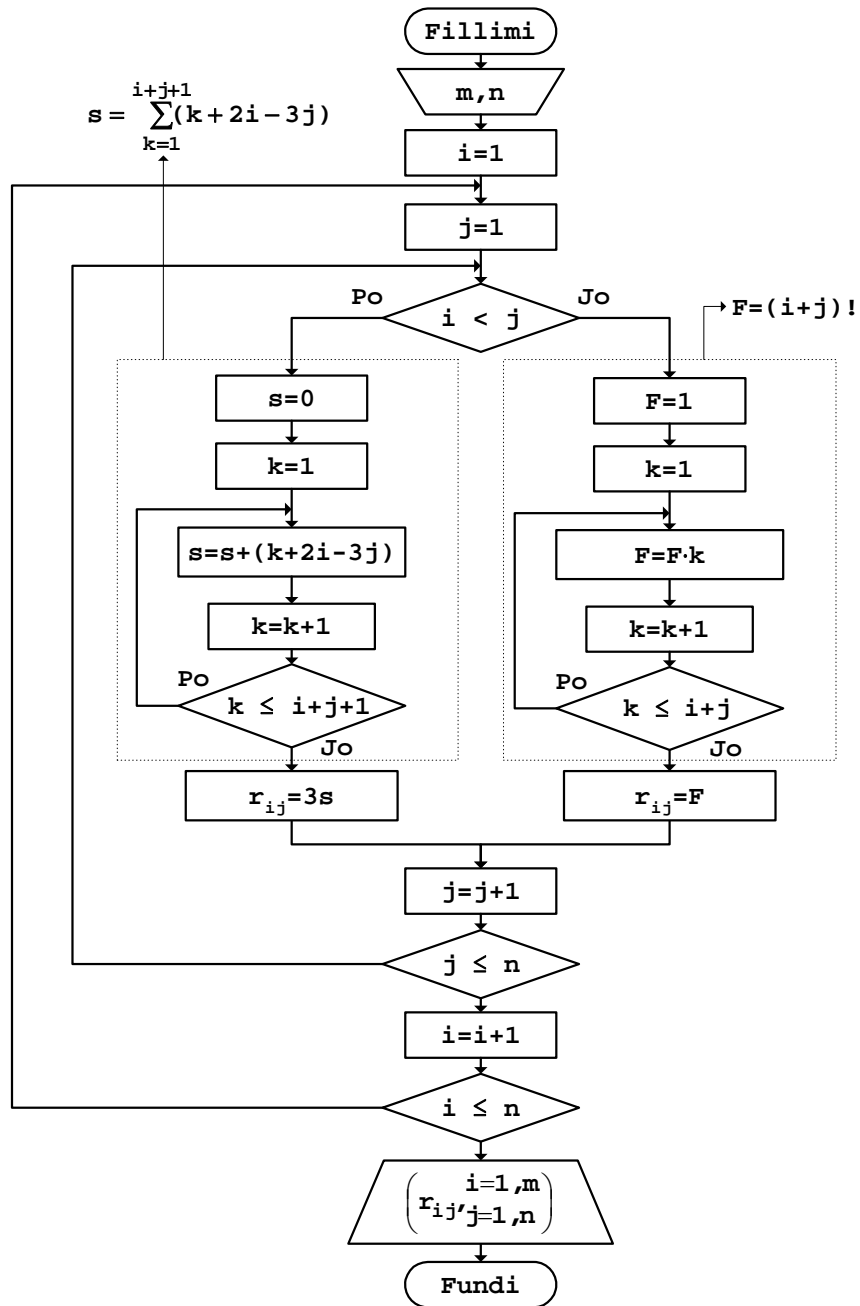 Fillimi
m,n
i+j+1
s = ∑(k+2i−3j)
k=1
i=1
j=1
Po
Jo
i < j
F=(i+j)!
s=0
F=1
k=1
k=1
s=s+(k+2i-3j)
F=F·k
k=k+1
k=k+1
Po
k ≤ i+j+1
Jo
Po
k ≤ i+j
Jo
rij=3s
rij=F
j=j+1
j ≤ n
i=i+1
i ≤ n
i=1,m
(rij,j=1,n)
Fundi